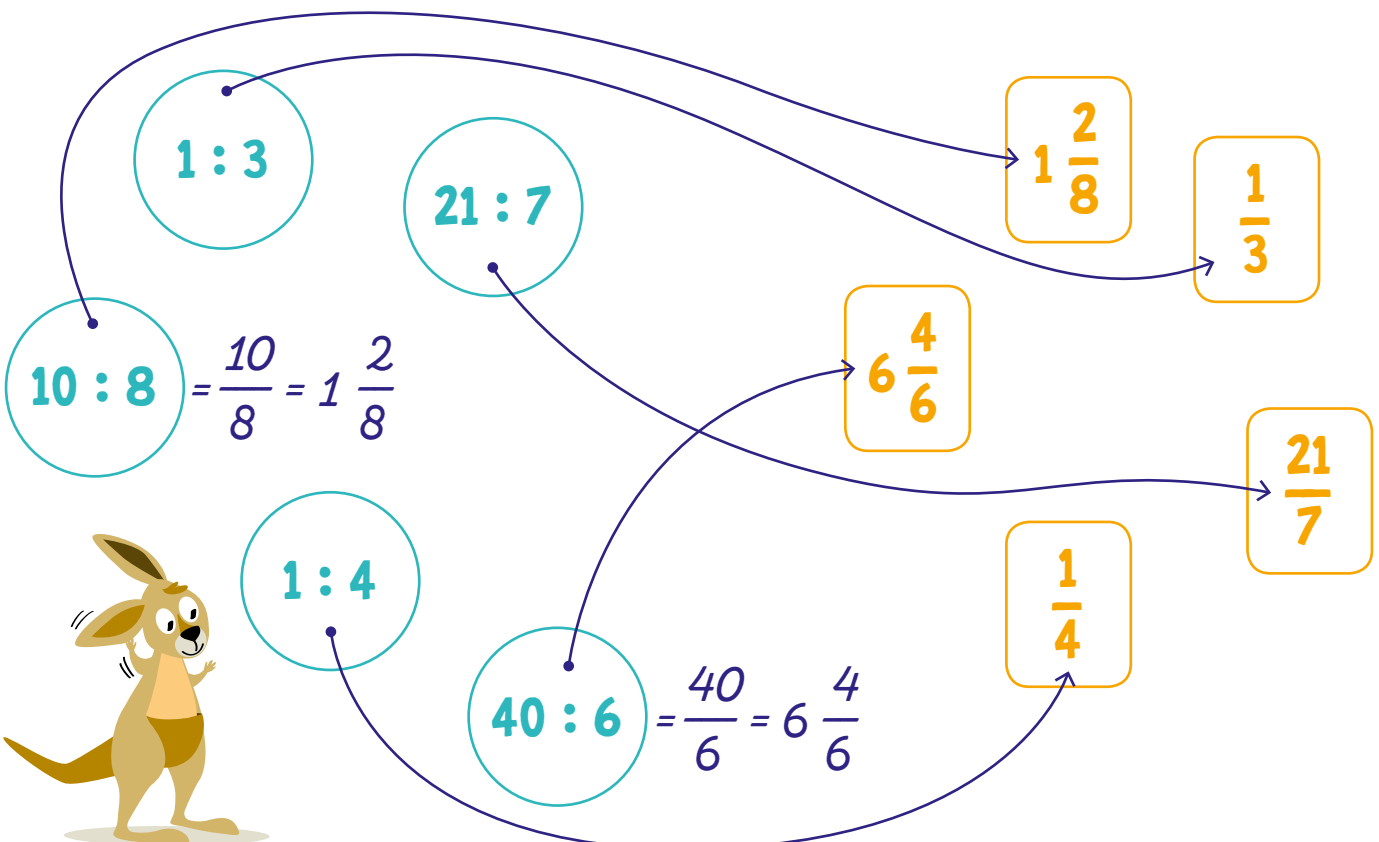 1 : 3
21 : 7
1 2/8
1/3
10 : 8 = 10/8 = 1 2/8
6 4/6
21/7
1 : 4
1/4
40 : 6 = 40/6 = 6 4/6